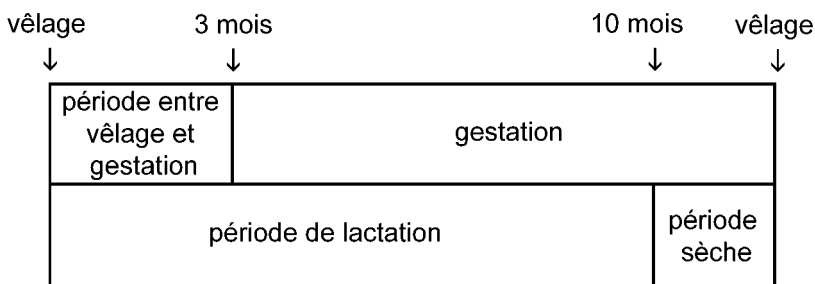 vêlage 3 mois 10 mois vêlage
période entre
vêlage et
gestation
gestation
période de lactation
période
sèche